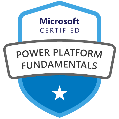 Microsoft
CERTIFIED
POWER PLATFORM
FUNDAMENTALS